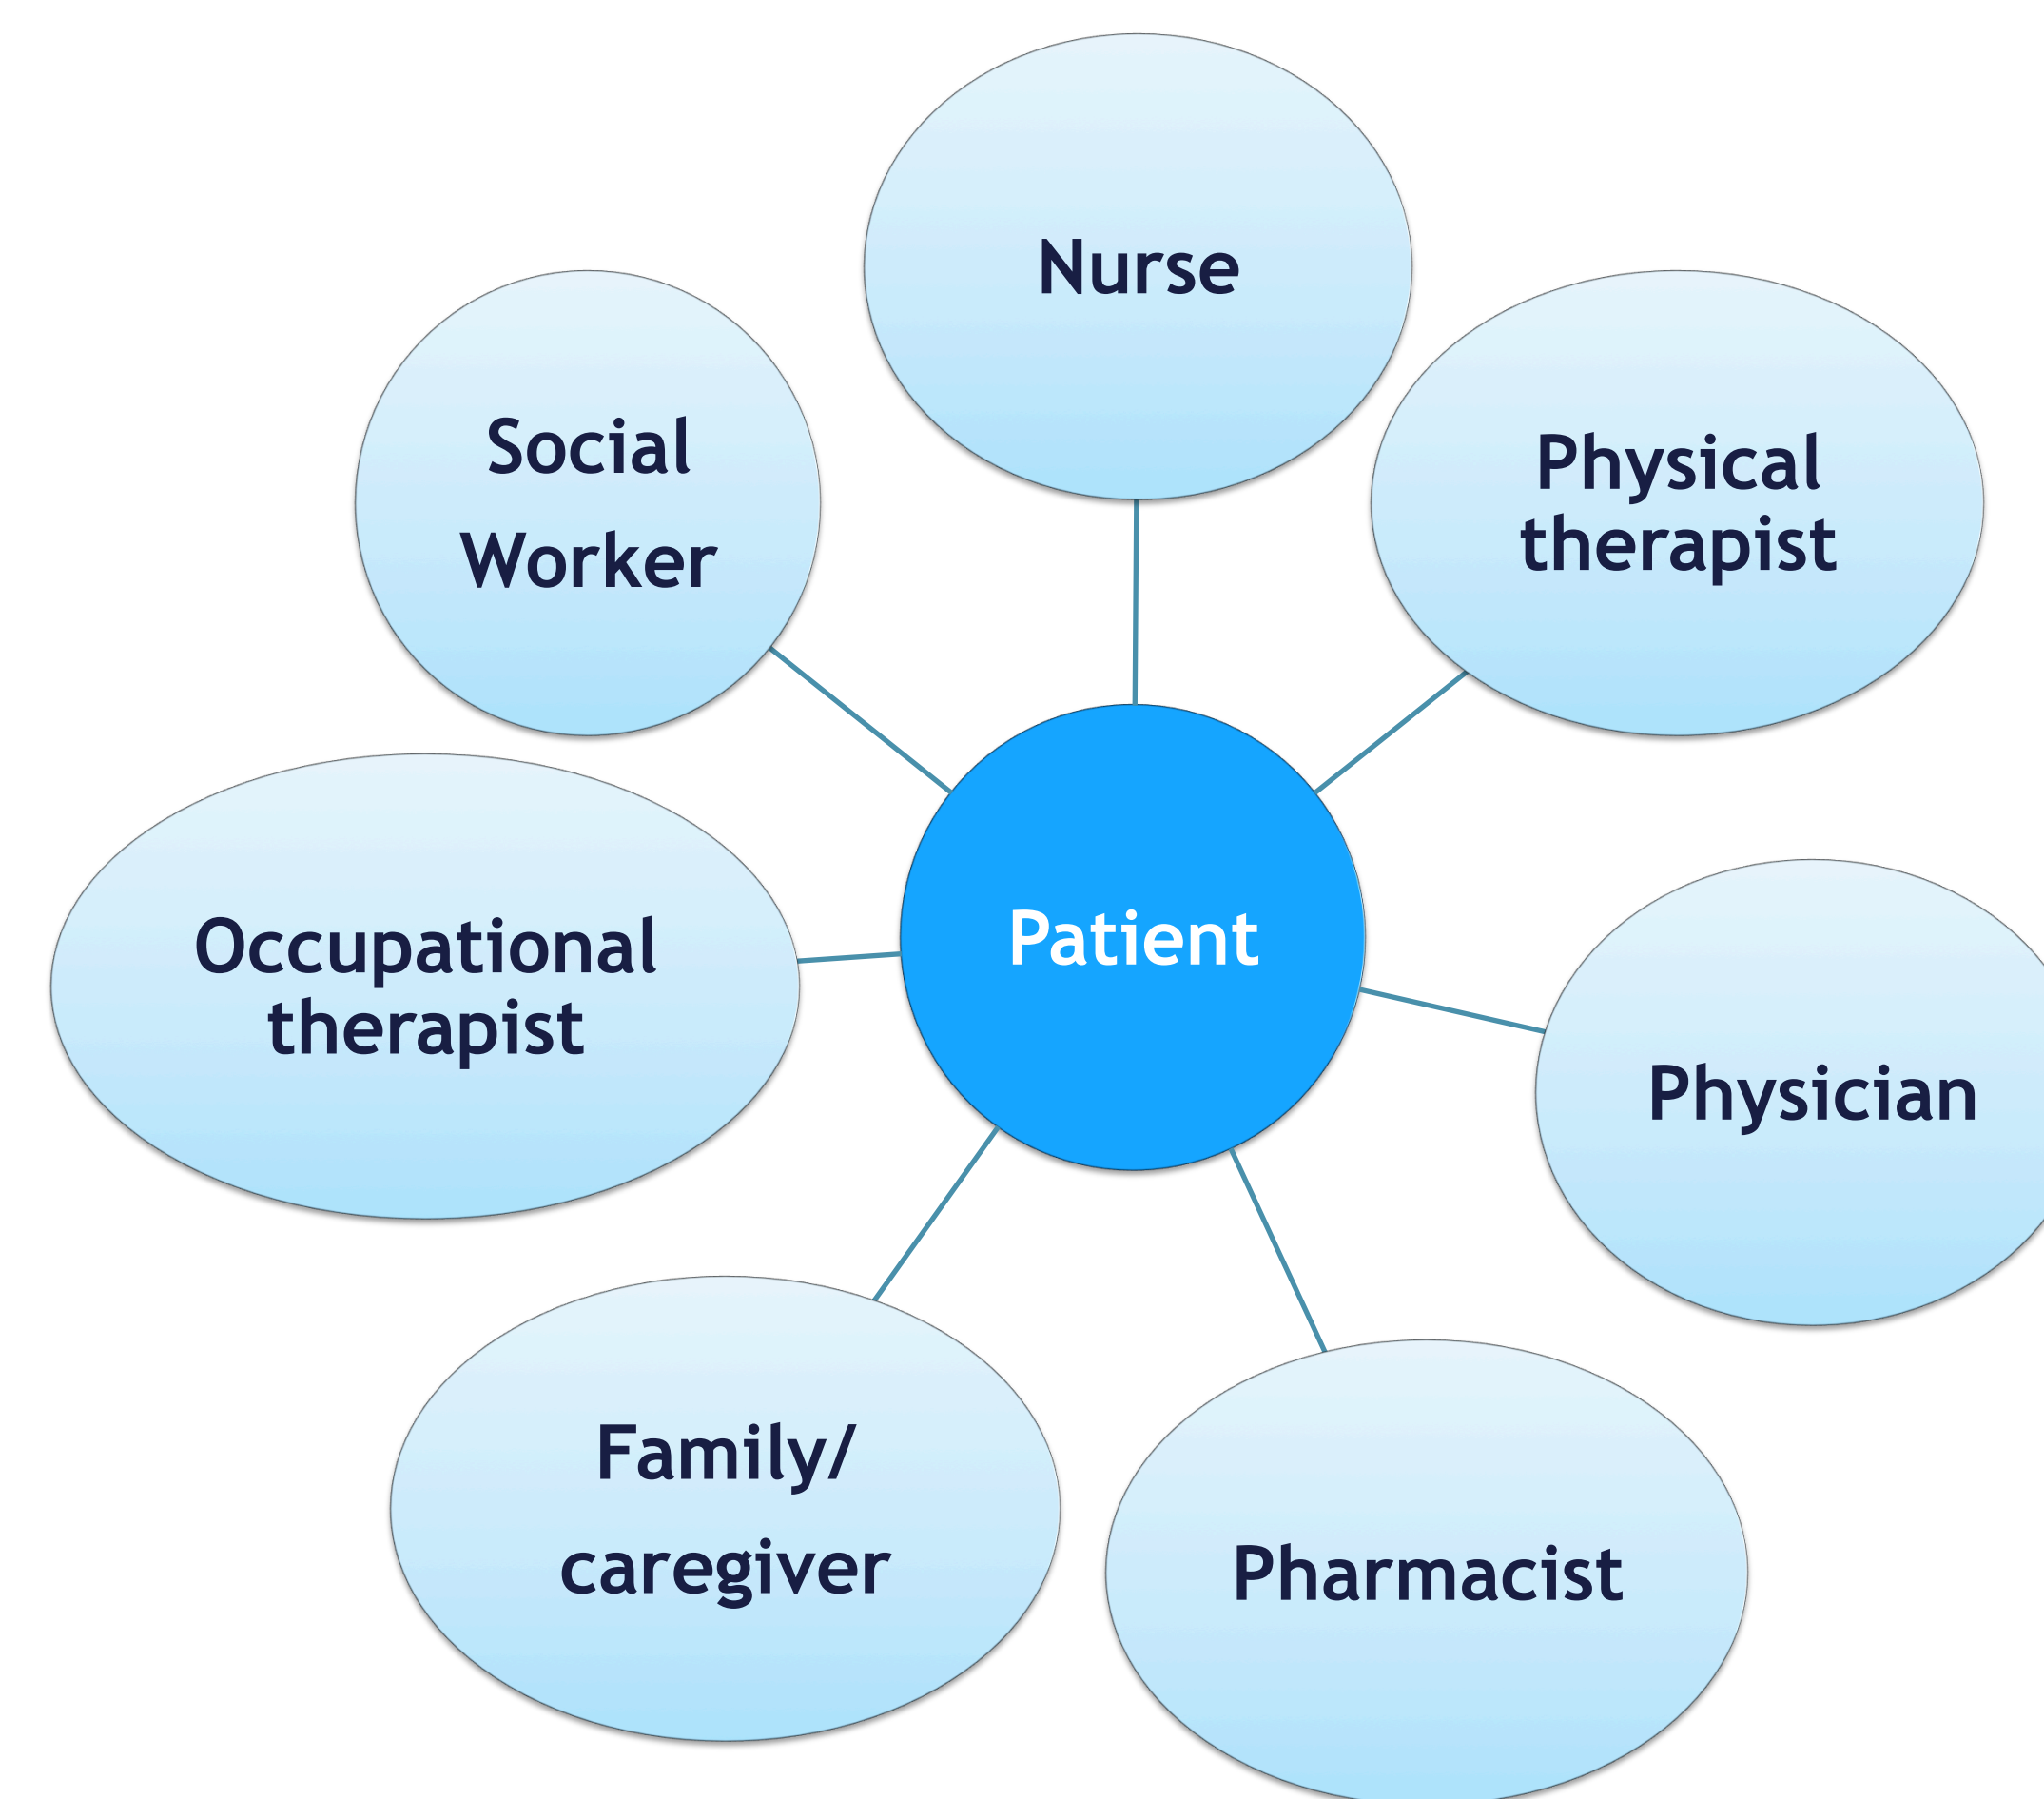 Nurse
Social
Worker
Physical
therapist
Patient
Occupational
therapist
Physician
Family/
caregiver
Pharmacist